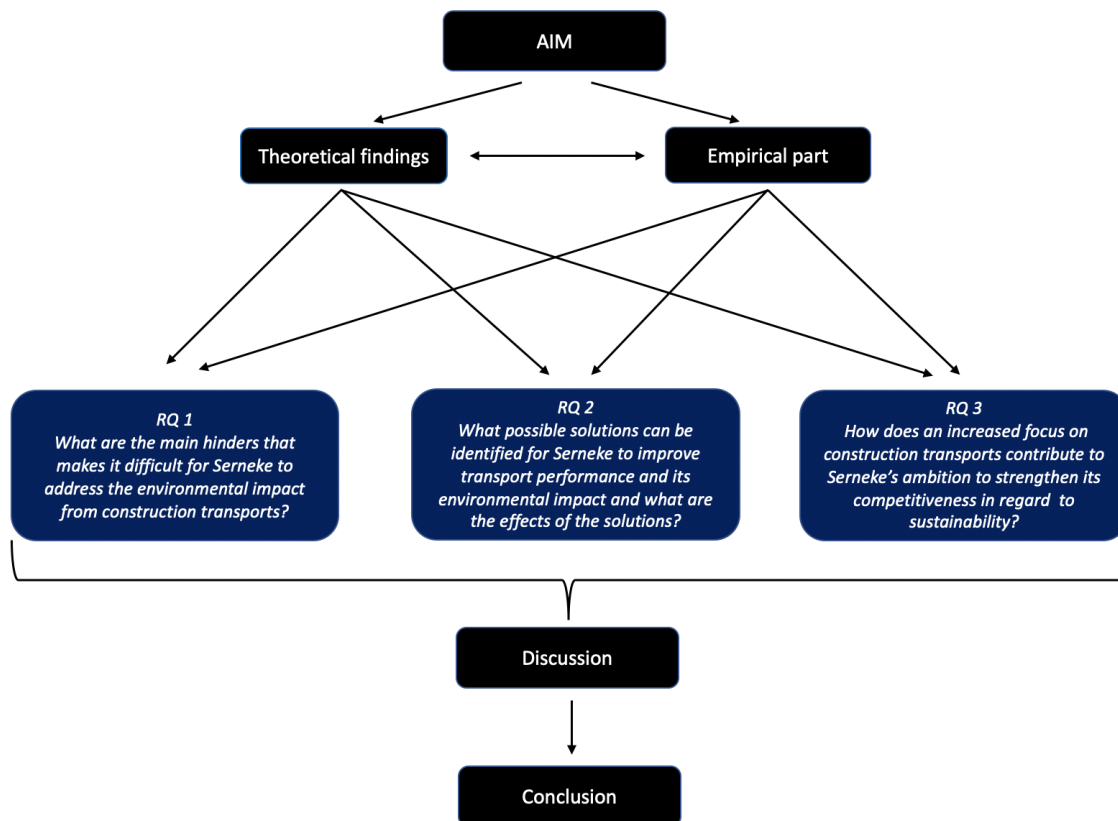 AIM
Theoretical findings
Empirical part
RQ 1
What are the main hinders that
makes it difficult for Serneke to
address the environmental impact
from construction transports?
RQ 2
What possible solutions can be
identified for Serneke to improve
transport performance and its
environmental impact and what are
the effects of the solutions?
RQ 3
How does an increased focus on
construction transports contribute to
Serneke’s ambition to strengthen its
competitiveness in regard to
sustainability?
Discussion
Conclusion